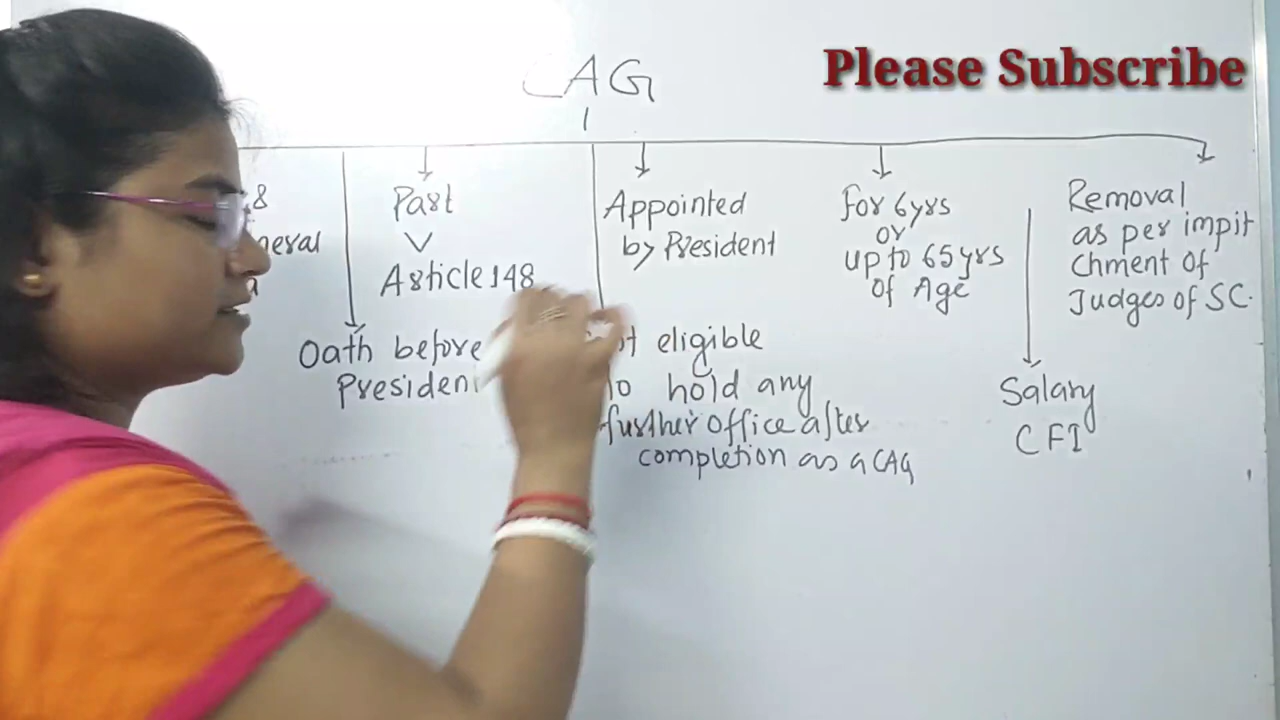 CAG
Please Subscribe
Part
V
Article 148
Appointed
by President
for 6yrs
or
up to 65yrs
of Age
Removal
as per impit
chment of
Judges of SC.
Oath before
eligible
hold any
further office after
completion as a CAG
Salary
CFI